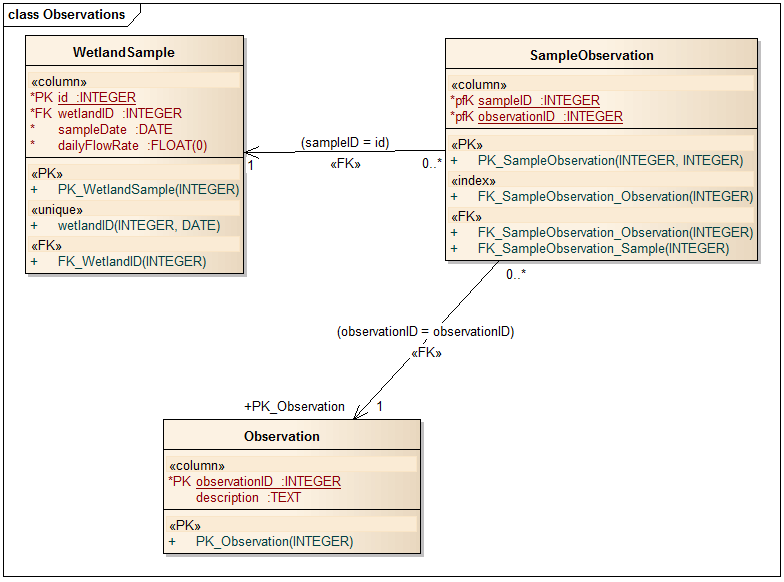 class Observations
WetlandSample
«column»
*PK id :INTEGER
*FK wetlandID :INTEGER
* sampleDate :DATE
* dailyFlowRate :FLOAT(0)
«PK»
+ PK_WetlandSample(INTEGER)
«unique»
+ wetlandID(INTEGER, DATE)
«FK»
+ FK_WetlandID(INTEGER)
SampleObservation
«column»
*pfK sampleID :INTEGER
*pfK observationID :INTEGER
«PK»
+ PK_SampleObservation(INTEGER, INTEGER)
«index»
+ FK_SampleObservation_Observation(INTEGER)
«FK»
+ FK_SampleObservation_Observation(INTEGER)
+ FK_SampleObservation_Sample(INTEGER)
(sampleID = id)
1
«FK»
0..*
0..*
(observationID = observationID)
«FK»
+PK_Observation
1
Observation
«column»
*PK observationID :INTEGER
description :TEXT
«PK»
+ PK_Observation(INTEGER)